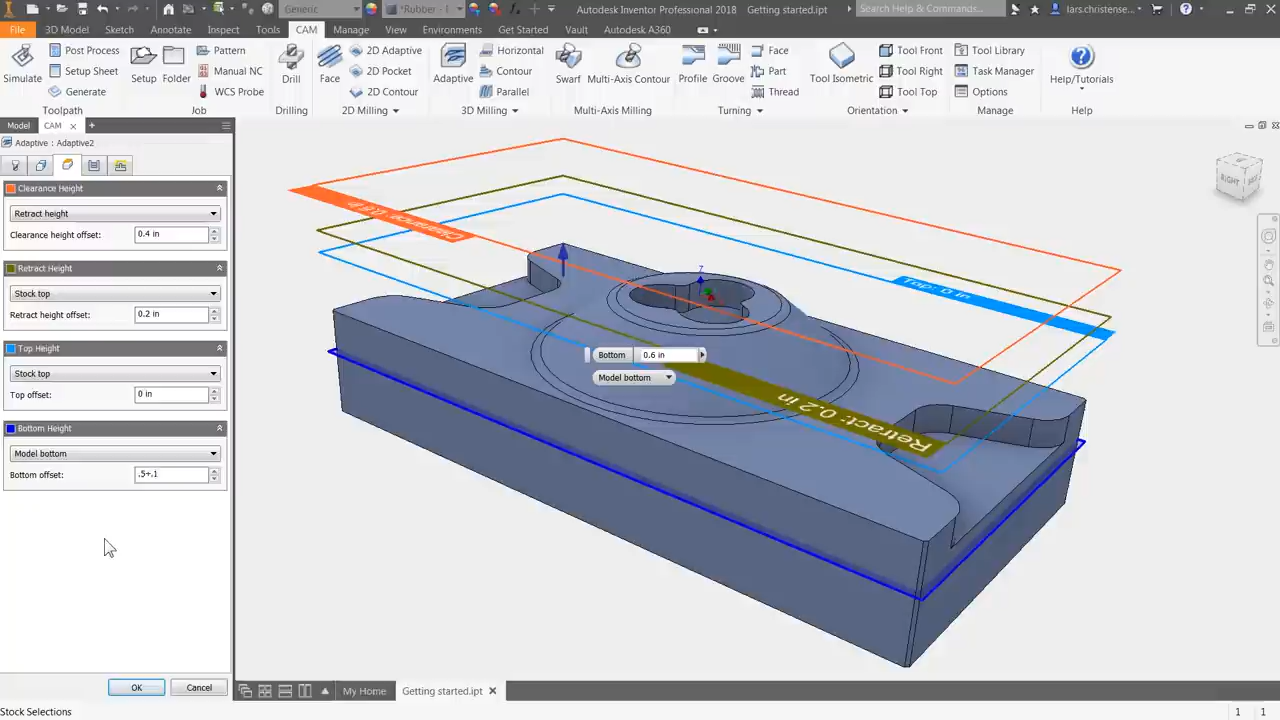 Generic
*Rubber -
Autodesk Inventor Professional 2018 Getting started.ipt
Search Help & Commands...
lars.christense...
File 3D Model Sketch Annotate Inspect Tools CAM Manage View Environments Get Started Vault Autodesk A360
Simulate
Post Process
Setup Sheet
Generate
Toolpath
Setup
Folder
Pattern
Manual NC
WCS Probe
Job
Drill
Drilling
Face
2D Adaptive
2D Pocket
2D Contour
2D Milling
Adaptive
Horizontal
Contour
Parallel
3D Milling
Swarf
Multi-Axis Contour
Multi-Axis Milling
Profile
Groove
Face
Part
Thread
Turning
Tool Isometric
Tool Front
Tool Right
Tool Top
Orientation
Tool Library
Task Manager
Options
Manage
Help/Tutorials
Help
Model CAM +
Adaptive : Adaptive2
Clearance Height
Retract height
Clearance height offset: 0.4 in
Retract Height
Stock top
Retract height offset: 0.2 in
Top Height
Stock top
Top offset: 0 in
Bottom Height
Model bottom
Bottom offset: .5+.1
OK Cancel
Clearance: 0.6 in
Top: 0 in
Z
Bottom 0.6 in
Model bottom
Retract: 0.2 in
RIGHT
My Home Getting started.ipt
Stock Selections
1 1